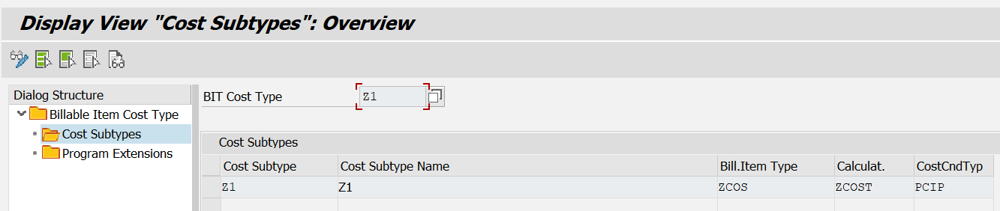 Display View "Cost Subtypes": Overview
Dialog Structure
Billable Item Cost Type
Cost Subtypes
Program Extensions
BIT Cost Type Z1
Cost Subtypes
Cost Subtype Cost Subtype Name Bill.Item Type Calculat. CostCndTyp
Z1 Z1 ZCOS ZCOST PCIP